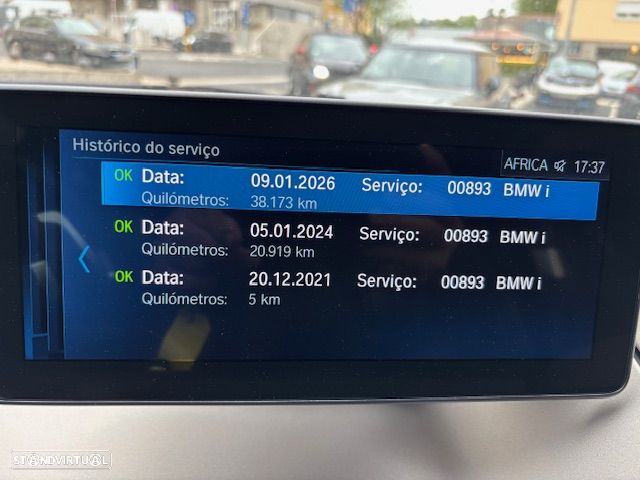 Histórico do serviço
AFRICA 17:37
OK Data: 09.01.2026 Serviço: 00893 BMW i
Quilómetros: 38.173 km
OK Data: 05.01.2024 Serviço: 00893 BMW i
Quilómetros: 20.919 km
OK Data: 20.12.2021 Serviço: 00893 BMW i
Quilómetros: 5 km
STANDVIRTUAL